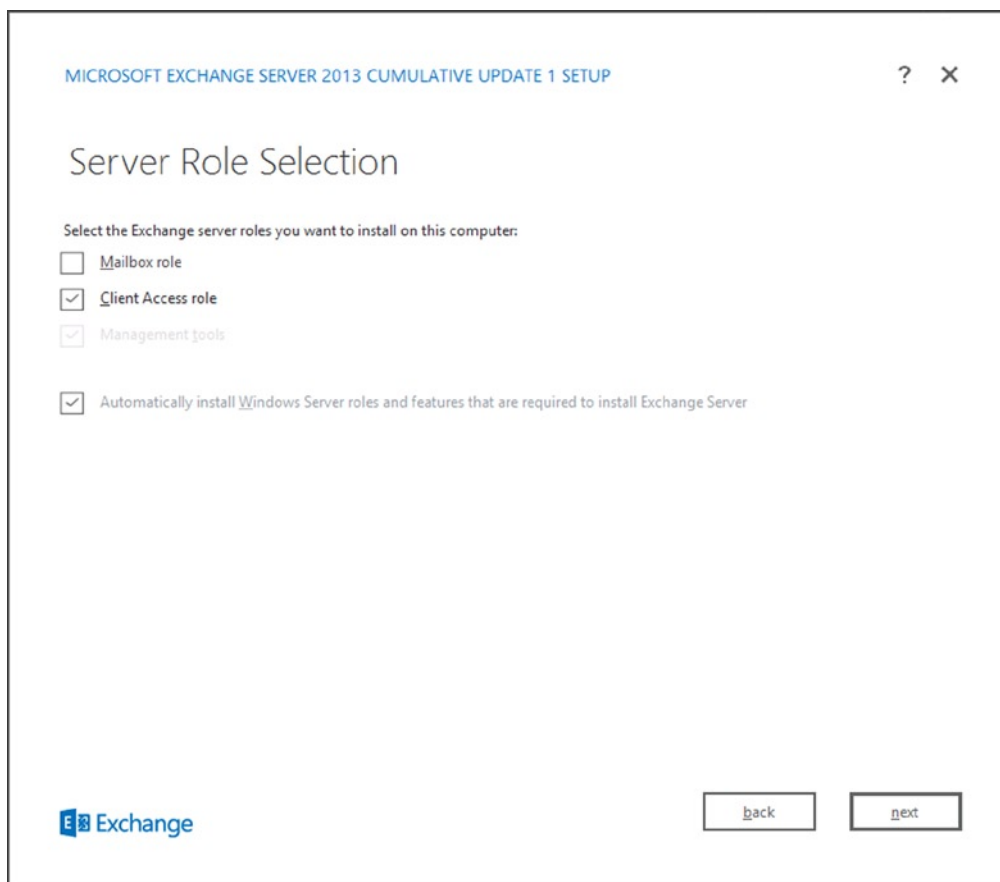 MICROSOFT EXCHANGE SERVER 2013 CUMULATIVE UPDATE 1 SETUP ? ✕
Server Role Selection
Select the Exchange server roles you want to install on this computer:
Mailbox role
Client Access role
Management tools
Automatically install Windows Server roles and features that are required to install Exchange Server
E Exchange
back next